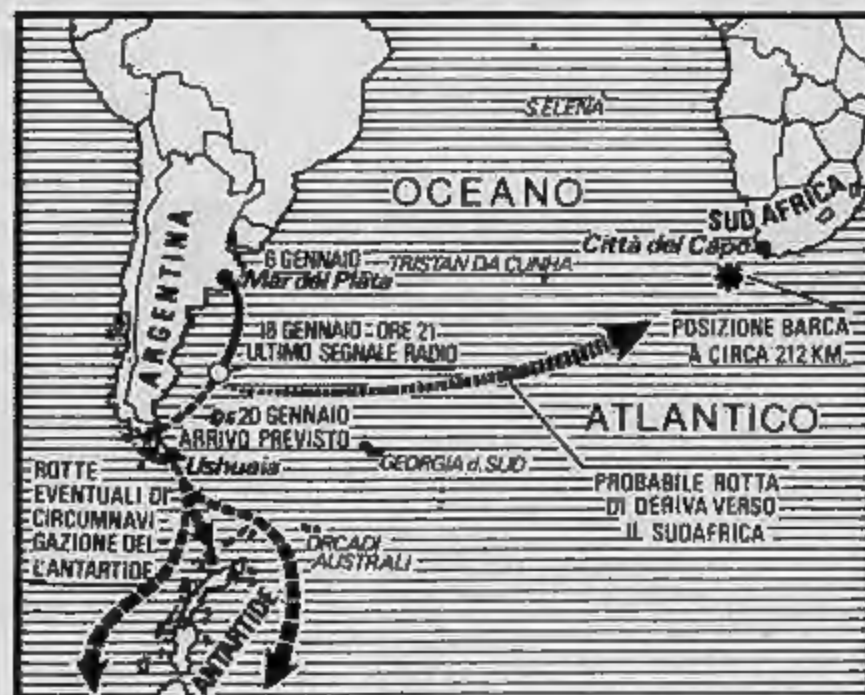 S. ELENA
OCEANO
SUD AFRICA
Città del Capo
6 GENNAIO
Mar del Plata
TRISTAN DA CUNHA
ARGENTINA
18 GENNAIO - ORE 21
ULTIMO SEGNALE RADIO
POSIZIONE BARCA
A CIRCA 212 KM.
20 GENNAIO
ARRIVO PREVISTO
Ushuaia
ATLANTICO
GEORGIA d. SUD
ROTTE
EVENTUALI DI
CIRCUMNAVI
GAZIONE DEL
L'ANTARTIDE
PROBABILE ROTTA
DI DERIVA VERSO
IL SUDAFRICA
ORCADI
AUSTRALI
ANTARTIDE